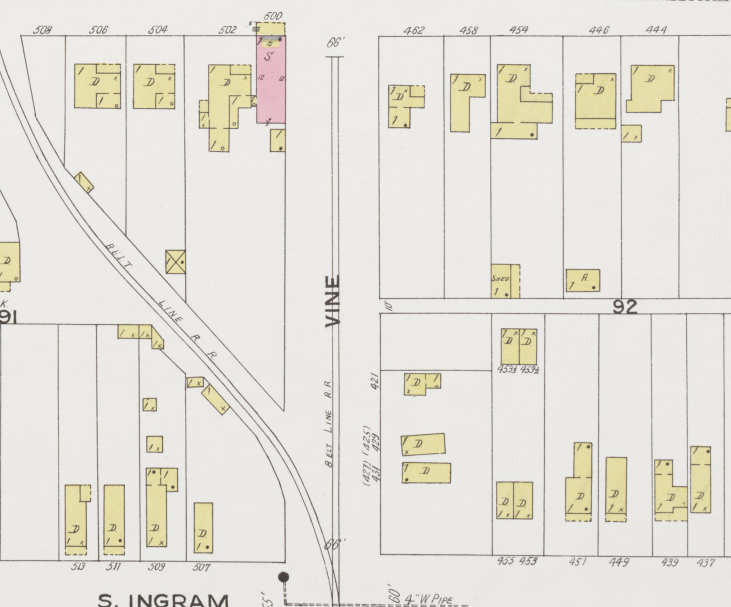 500
508 506 504 502
66'
462 458 454 446 444
S
D D D
D D D D D
D
BELT LINE R R
VINE
SHED
A
10'
92
91
K
421
D D
453½ 453½
(425) 429
(427) 431
BELT LINE R.R.
D
D
D
D D D D
D D D D D D
66'
513 511 509 507
455 453 451 449 439 437
S. INGRAM
60'
4" W. PIPE